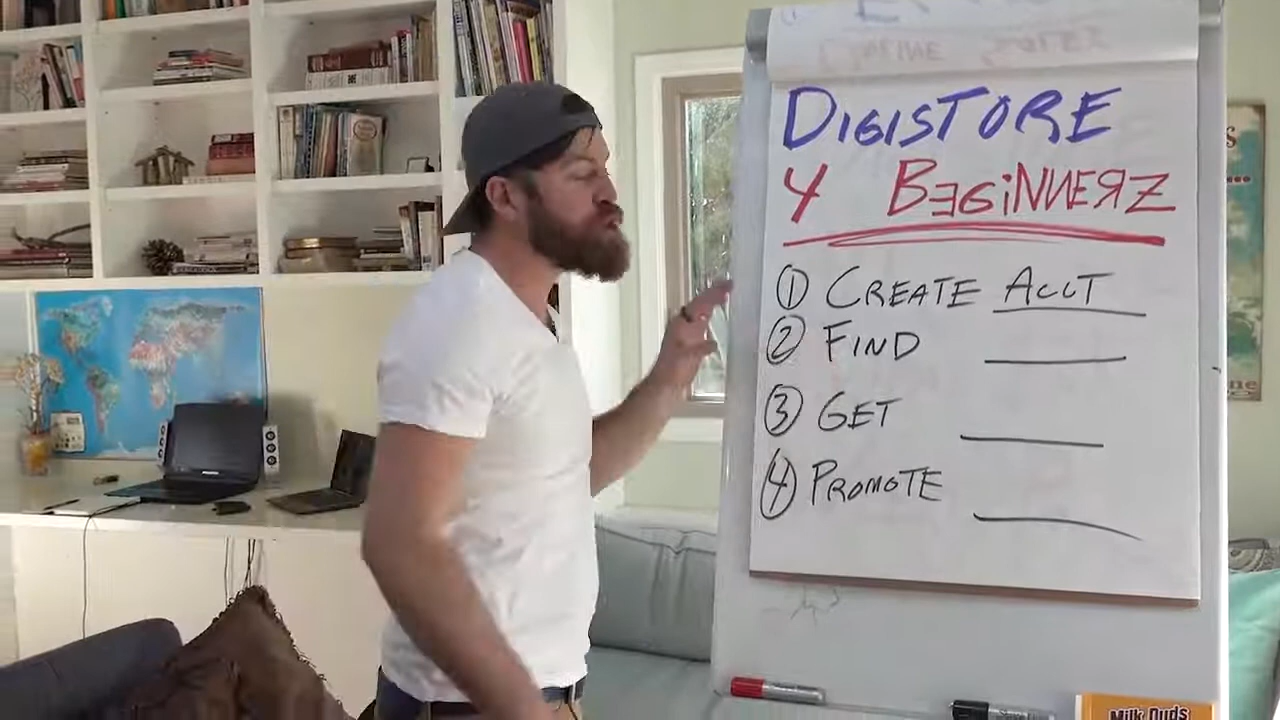 DIGISTORE
4 BEGINNERZ
① CREATE ACCT
② FIND
③ GET
④ PROMOTE
Milk Duds